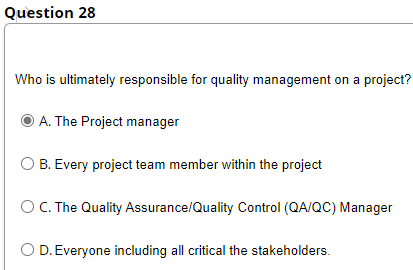 Question 28
Who is ultimately responsible for quality management on a project?
A. The Project manager
B. Every project team member within the project
C. The Quality Assurance/Quality Control (QA/QC) Manager
D. Everyone including all critical the stakeholders.